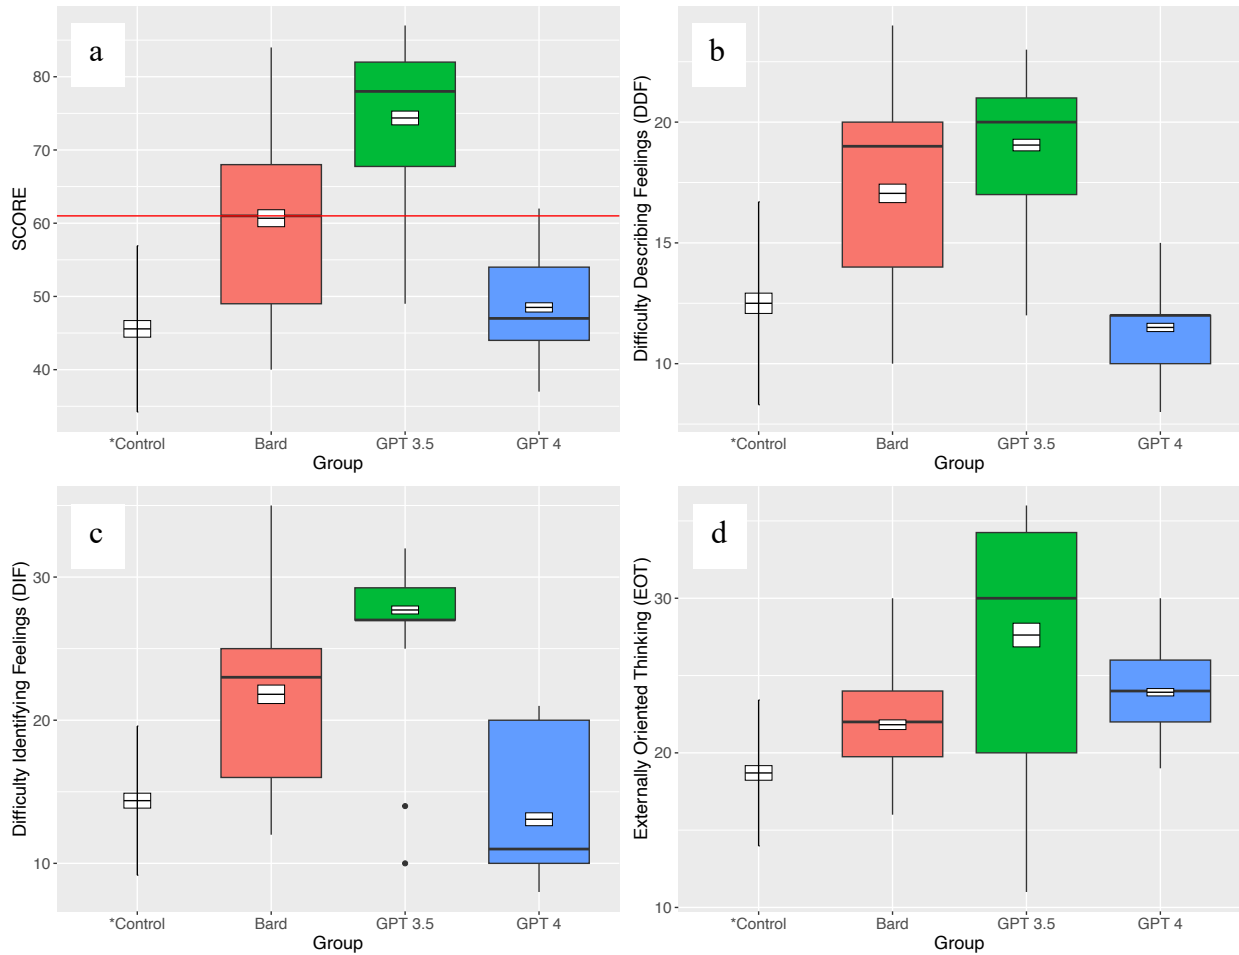 a
SCORE
80
70
60
50
40
*Control Bard GPT 3.5 GPT 4
Group
b
Difficulty Describing Feelings (DDF)
20
15
10
*Control Bard GPT 3.5 GPT 4
Group
c
Difficulty Identifying Feelings (DIF)
30
20
10
*Control Bard GPT 3.5 GPT 4
Group
d
Externally Oriented Thinking (EOT)
30
20
10
*Control Bard GPT 3.5 GPT 4
Group